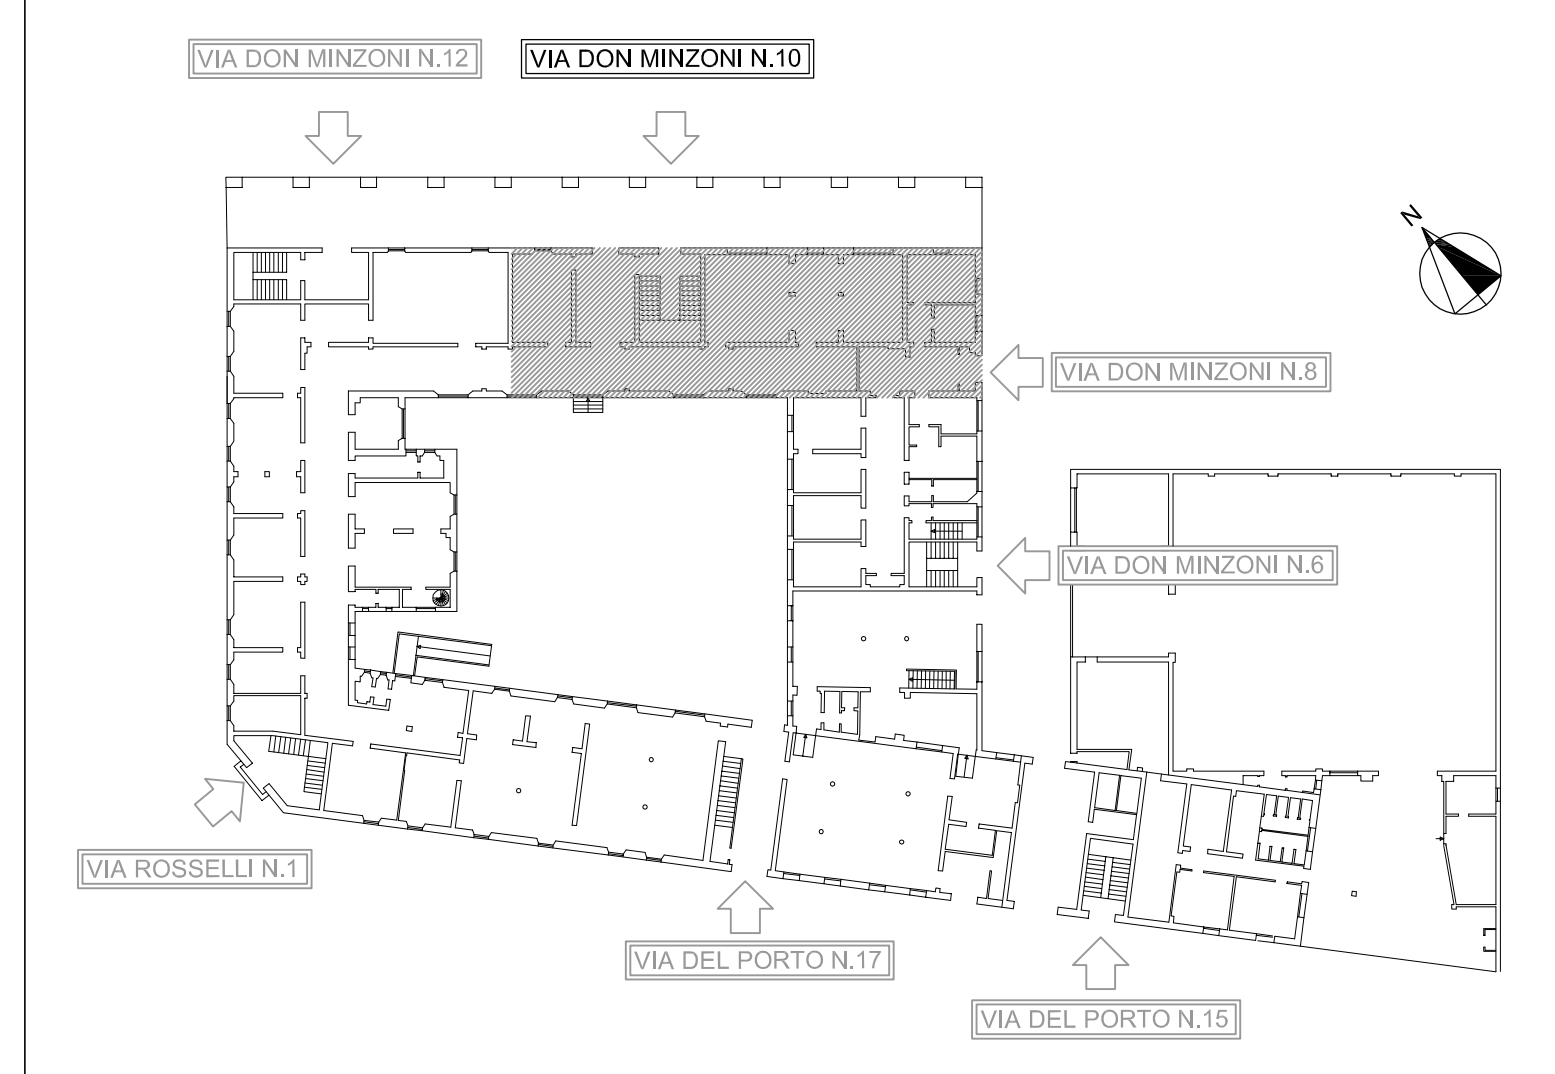 VIA DON MINZONI N.12
VIA DON MINZONI N.10
N
VIA DON MINZONI N.8
VIA DON MINZONI N.6
VIA ROSSELLI N.1
VIA DEL PORTO N.17
VIA DEL PORTO N.15